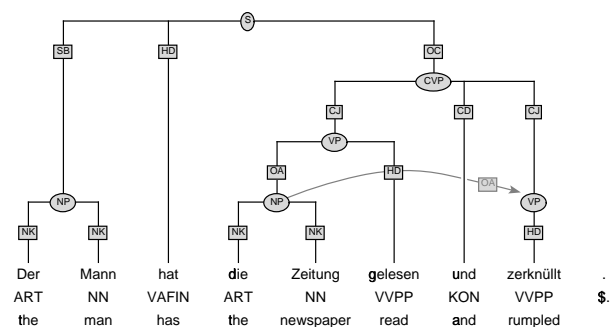 S
SB HD OC
CVP
CJ CD CJ
VP
OA HD OA
NP NP VP
NK NK NK NK HD
Der Mann hat die Zeitung gelesen und zerknüllt .
ART NN VAFIN ART NN VVPP KON VVPP $.
the man has the newspaper read and rumpled